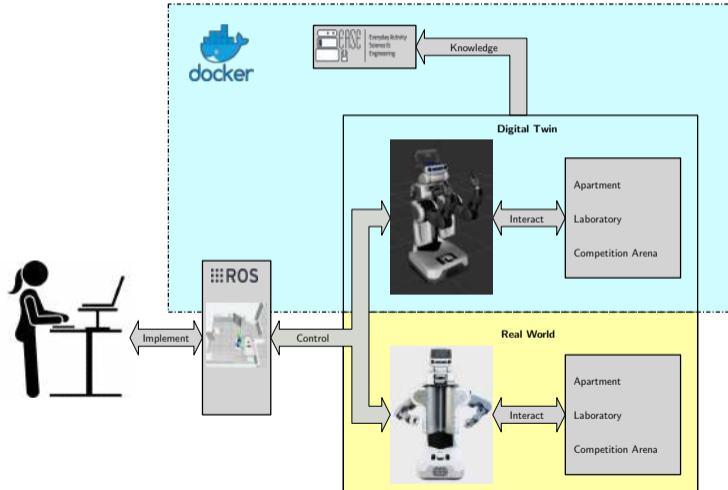 docker
EASE
Everyday Activity
Science &
Engineering
Knowledge
Digital Twin
Apartment
Interact
Laboratory
Competition Arena
ROS
Implement
Control
Real World
Apartment
Interact
Laboratory
Competition Arena